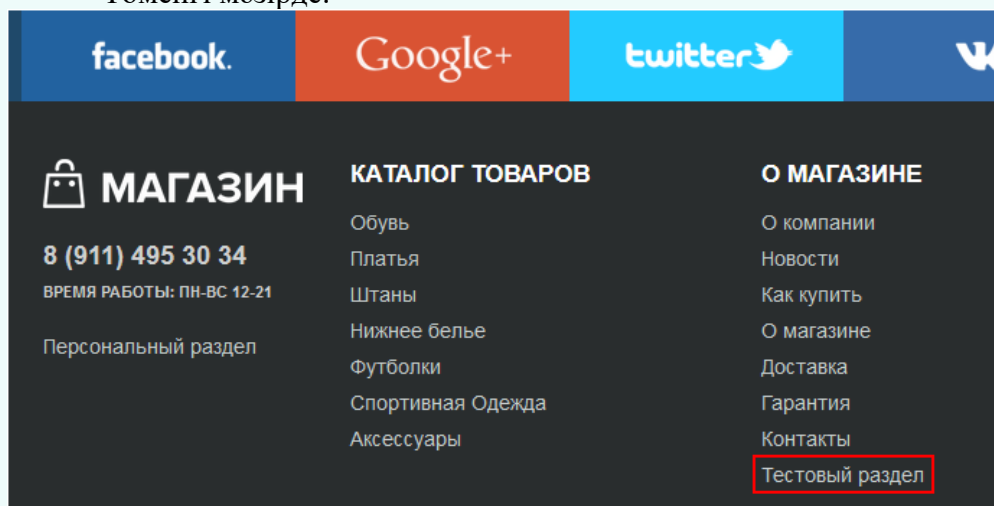 Төменгі мәзірде:
facebook.
Google+
twitter
МАГАЗИН
8 (911) 495 30 34
ВРЕМЯ РАБОТЫ: ПН-ВС 12-21
Персональный раздел
КАТАЛОГ ТОВАРОВ
Обувь
Платья
Штаны
Нижнее белье
Футболки
Спортивная Одежда
Аксессуары
О МАГАЗИНЕ
О компании
Новости
Как купить
О магазине
Доставка
Гарантия
Контакты
Тестовый раздел